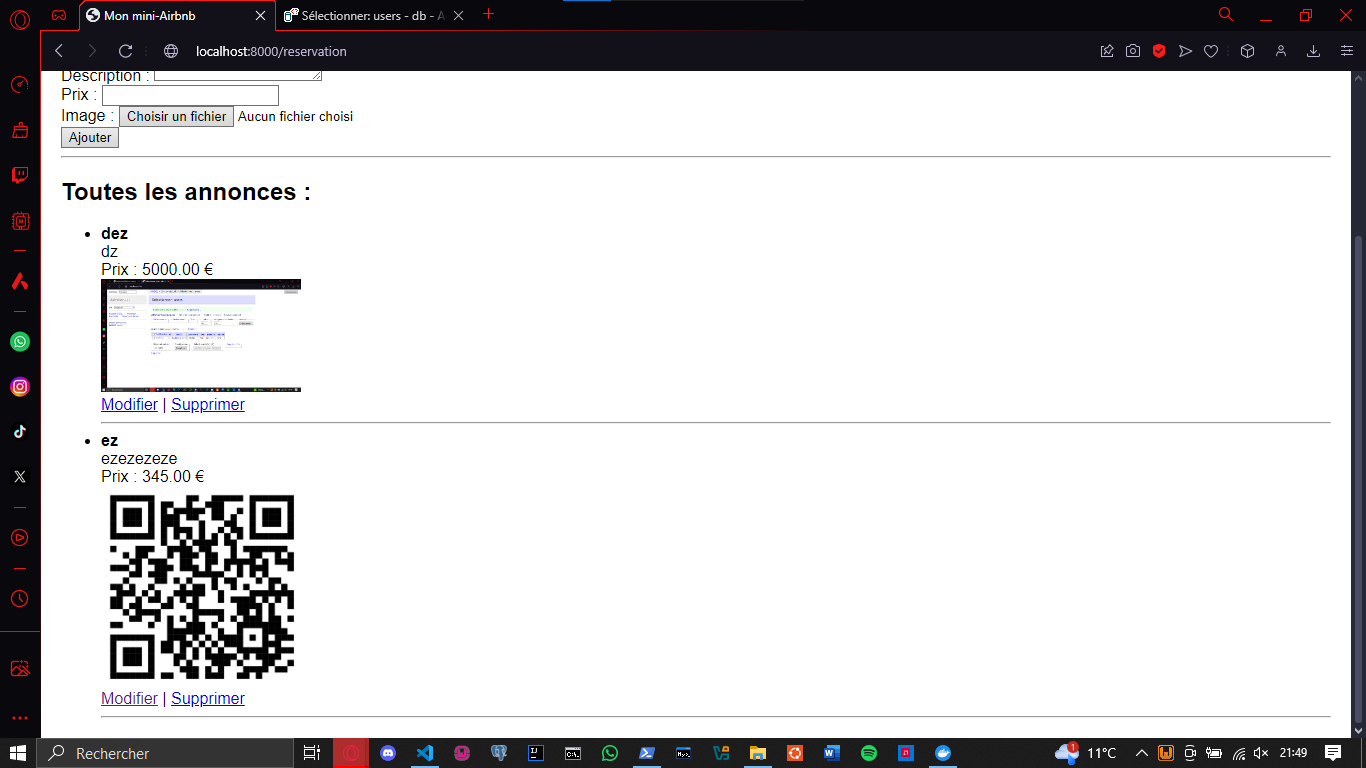 Mon mini-Airbnb
Sélectionner: users - db - A
localhost:8000/reservation
Description :
Prix :
Image : Choisir un fichier Aucun fichier choisi
Ajouter
Toutes les annonces :
dez
dz
Prix : 5000.00 €
Modifier | Supprimer
ez
ezezezeze
Prix : 345.00 €
Modifier | Supprimer
Rechercher
1
11°C
21:49